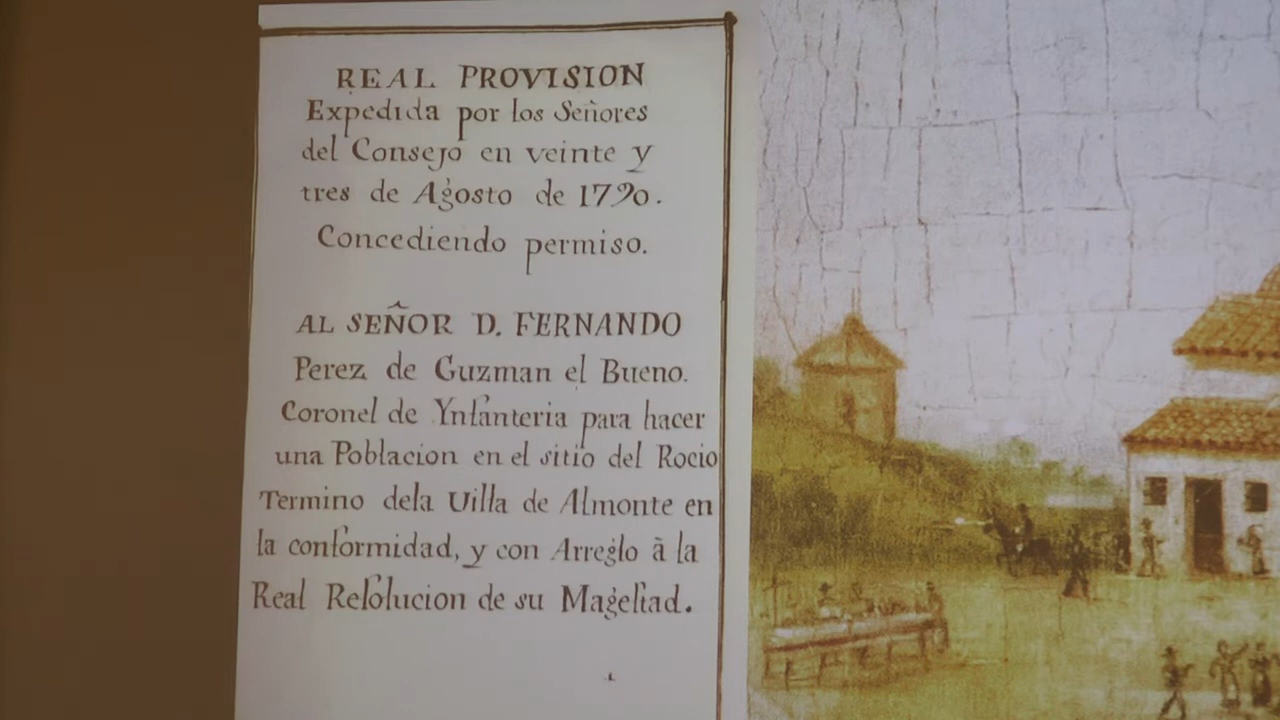 REAL PROVISION
Expedida por los Señores
del Consejo en veinte y
tres de Agosto de 1790.
Concediendo permiso.
AL SEÑOR D. FERNANDO
Perez de Guzman el Bueno.
Coronel de Ynfanteria para hacer
una Poblacion en el sitio del Rocio
Termino dela Uilla de Almonte en
la conformidad, y con Arreglo à la
Real Resolucion de su Magestad.